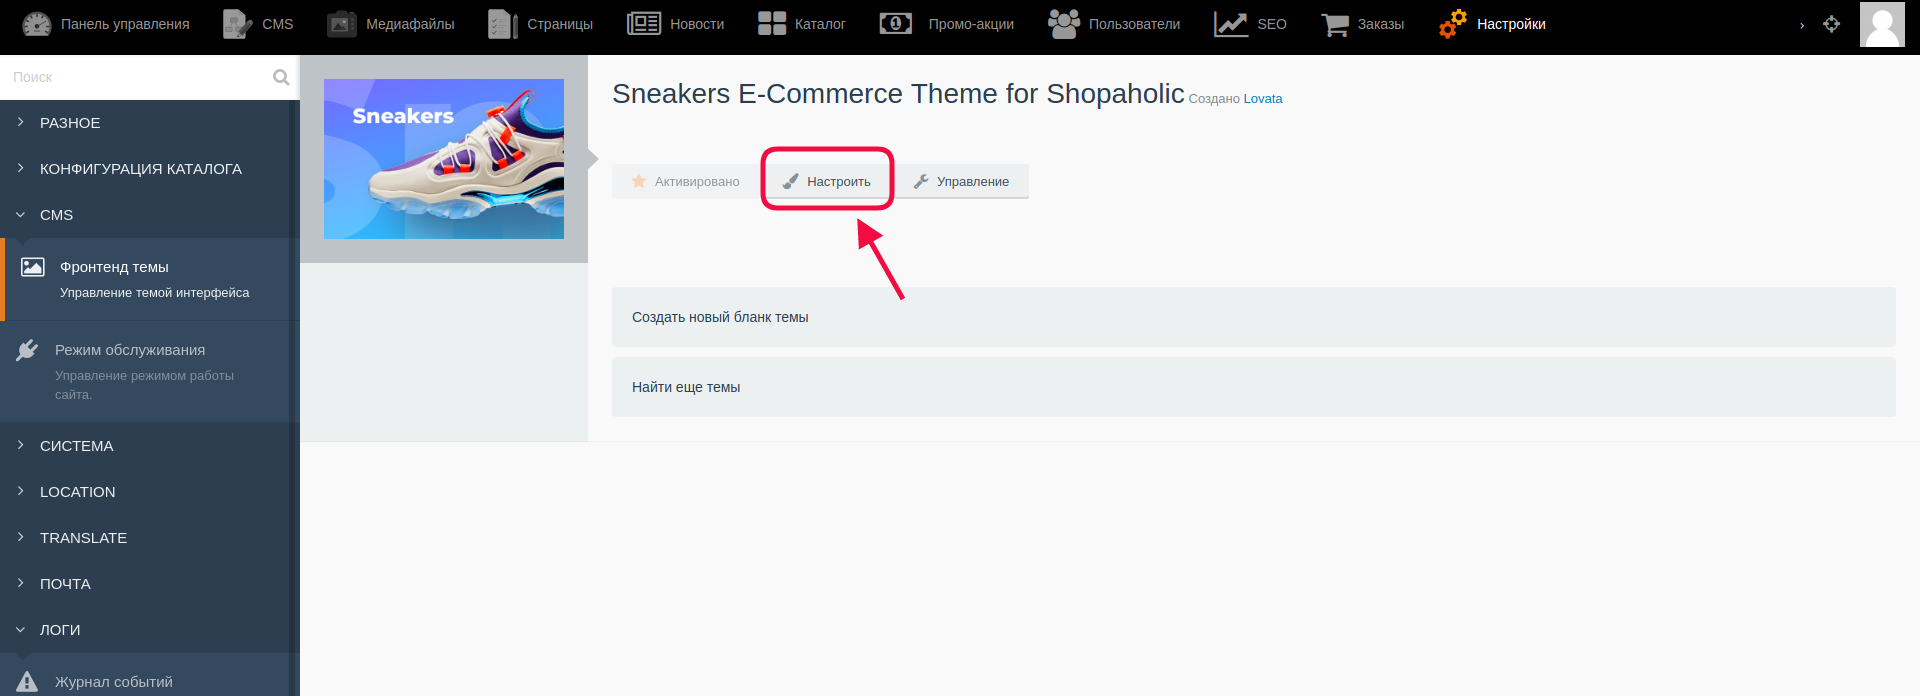 Панель управления
CMS
Медиафайлы
Страницы
Новости
Каталог
Промо-акции
Пользователи
SEO
Заказы
Настройки
Поиск
РАЗНОЕ
КОНФИГУРАЦИЯ КАТАЛОГА
CMS
Фронтенд темы
Управление темой интерфейса
Режим обслуживания
Управление режимом работы
сайта.
СИСТЕМА
LOCATION
TRANSLATE
ПОЧТА
ЛОГИ
Журнал событий
Sneakers
Sneakers E-Commerce Theme for Shopaholic Создано Lovata
Активировано
Настроить
Управление
Создать новый бланк темы
Найти еще темы